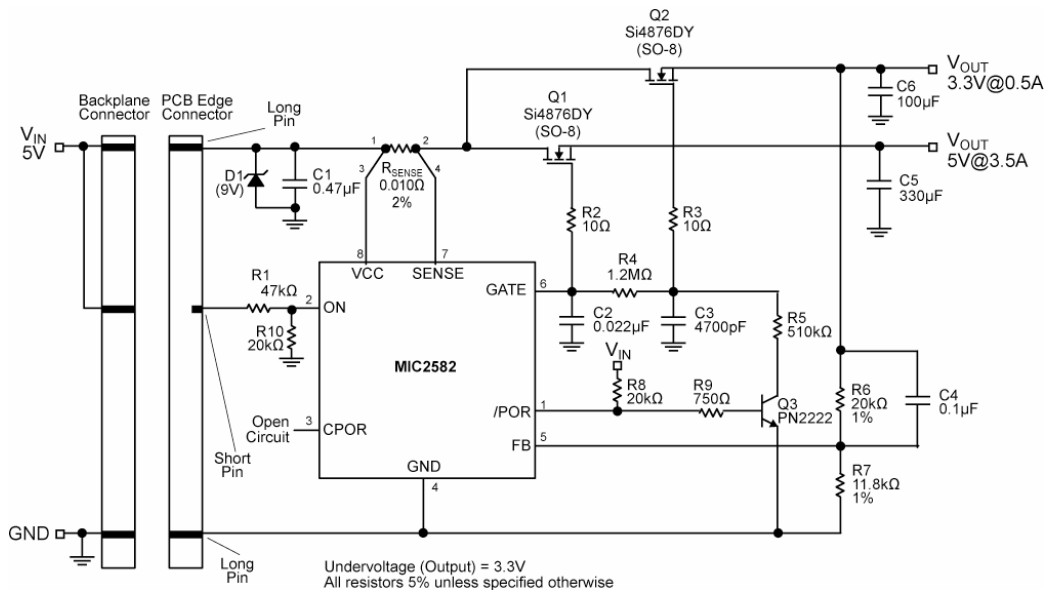 Q2
Si4876DY
(SO-8)
VOUT
3.3V@0.5A
C6
100µF
Backplane
Connector
PCB Edge
Connector
Long
Pin
Q1
Si4876DY
(SO-8)
VIN
5V
1
2
3
4
RSENSE
0.010Ω
2%
D1
(9V)
C1
0.47µF
VOUT
5V@3.5A
C5
330µF
R2
10Ω
R3
10Ω
8
7
VCC
SENSE
R1
47kΩ
2
ON
GATE
6
R4
1.2MΩ
R10
20kΩ
C2
0.022µF
C3
4700pF
R5
510kΩ
MIC2582
VIN
R8
20kΩ
R9
750Ω
/POR
1
Q3
PN2222
R6
20kΩ
1%
C4
0.1µF
Open
Circuit
3
CPOR
FB
5
Short
Pin
GND
4
R7
11.8kΩ
1%
GND
Long
Pin
Undervoltage (Output) = 3.3V
All resistors 5% unless specified otherwise